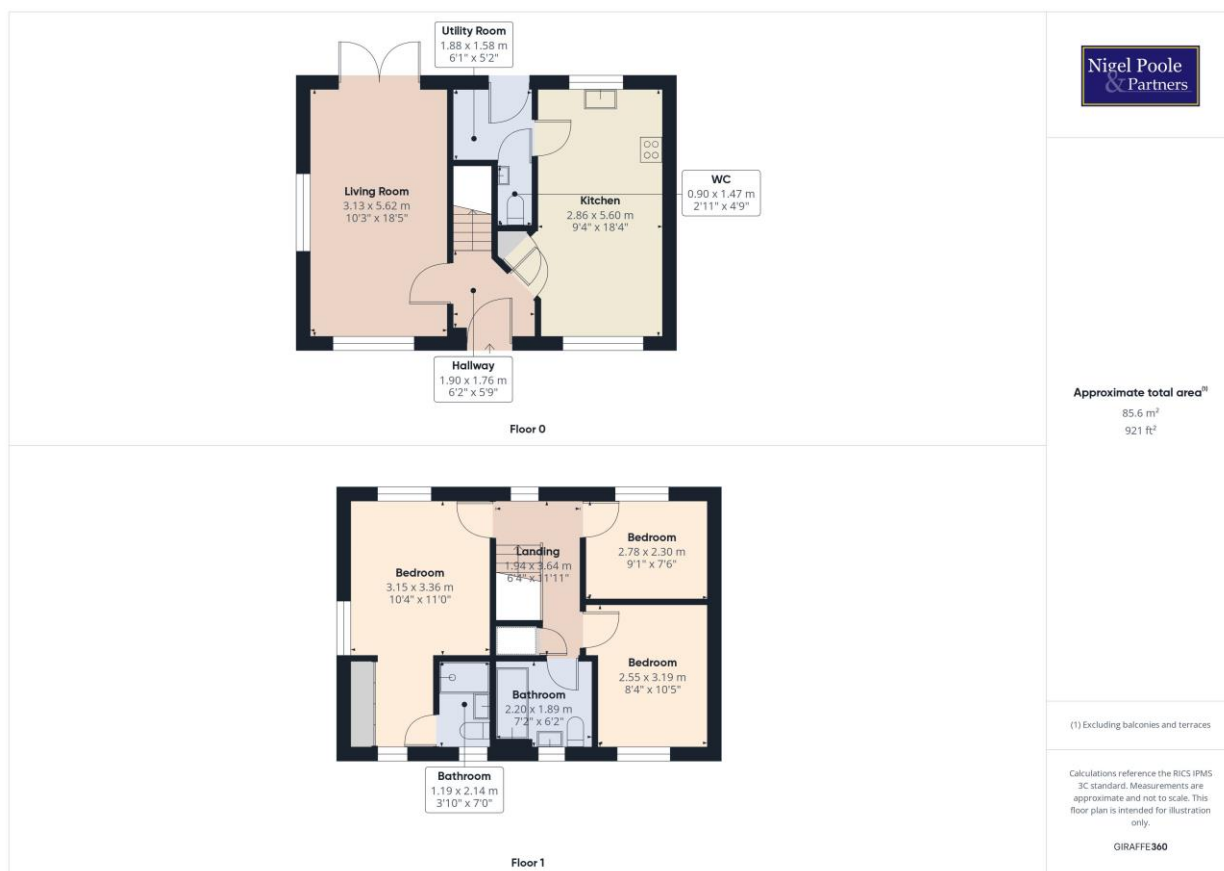 Utility Room
1.88 x 1.58 m
6'1" x 5'2"
Living Room
3.13 x 5.62 m
10'3" x 18'5"
Kitchen
2.86 x 5.60 m
9'4" x 18'4"
WC
0.90 x 1.47 m
2'11" x 4'9"
Hallway
1.90 x 1.76 m
6'2" x 5'9"
Floor 0
Bedroom
3.15 x 3.36 m
10'4" x 11'0"
Landing
1.94 x 3.64 m
6'4" x 11'11"
Bedroom
2.78 x 2.30 m
9'1" x 7'6"
Bedroom
2.55 x 3.19 m
8'4" x 10'5"
Bathroom
2.20 x 1.89 m
7'2" x 6'2"
Bathroom
1.19 x 2.14 m
3'10" x 7'0"
Floor 1
Nigel Poole
& Partners
Approximate total area(1)
85.6 m²
921 ft²
(1) Excluding balconies and terraces
Calculations reference the RICS IPMS
3C standard. Measurements are
approximate and not to scale. This
floor plan is intended for illustration
only.
GIRAFFE360